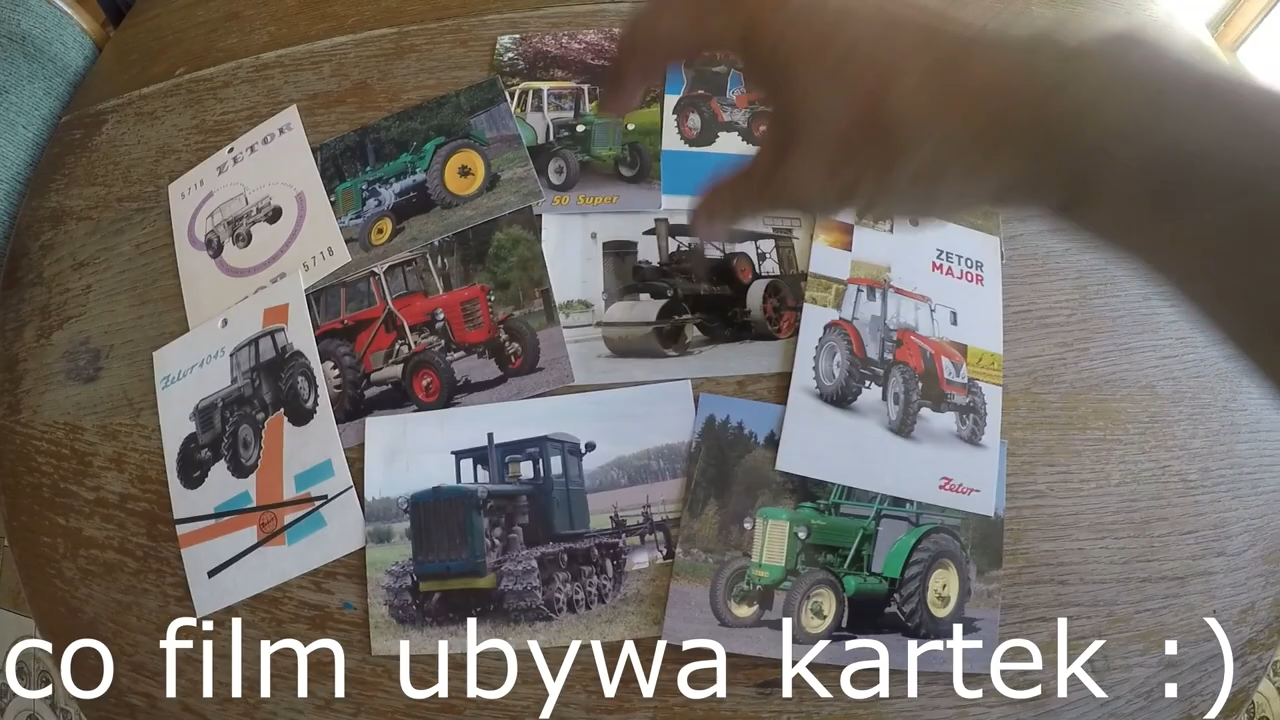 ZETOR
5718
5718
Zetor 4045
50 Super
ZETOR
MAJOR
Zetor
co film ubywa kartek :)